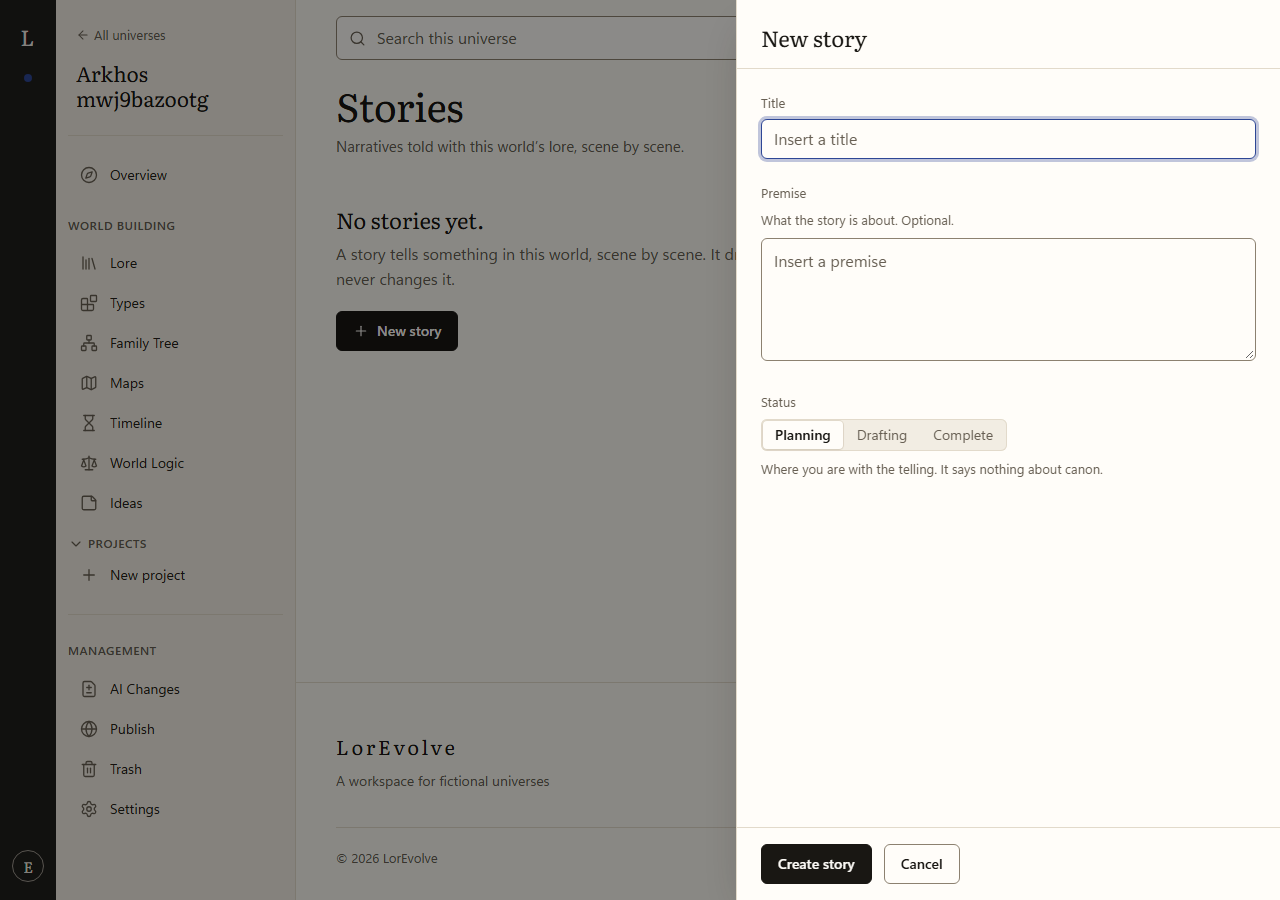 L
All universes
Arkhos
mwj9bazootg
Overview
WORLD BUILDING
Lore
Types
Family Tree
Maps
Timeline
World Logic
Ideas
PROJECTS
New project
MANAGEMENT
AI Changes
Publish
Trash
Settings
E
Search this universe
Stories
Narratives told with this world's lore, scene by scene.
No stories yet.
A story tells something in this world, scene by scene. It
never changes it.
New story
LorEvolve
A workspace for fictional universes
© 2026 LorEvolve
New story
Title
Insert a title
Premise
What the story is about. Optional.
Insert a premise
Status
Planning Drafting Complete
Where you are with the telling. It says nothing about canon.
Create story Cancel